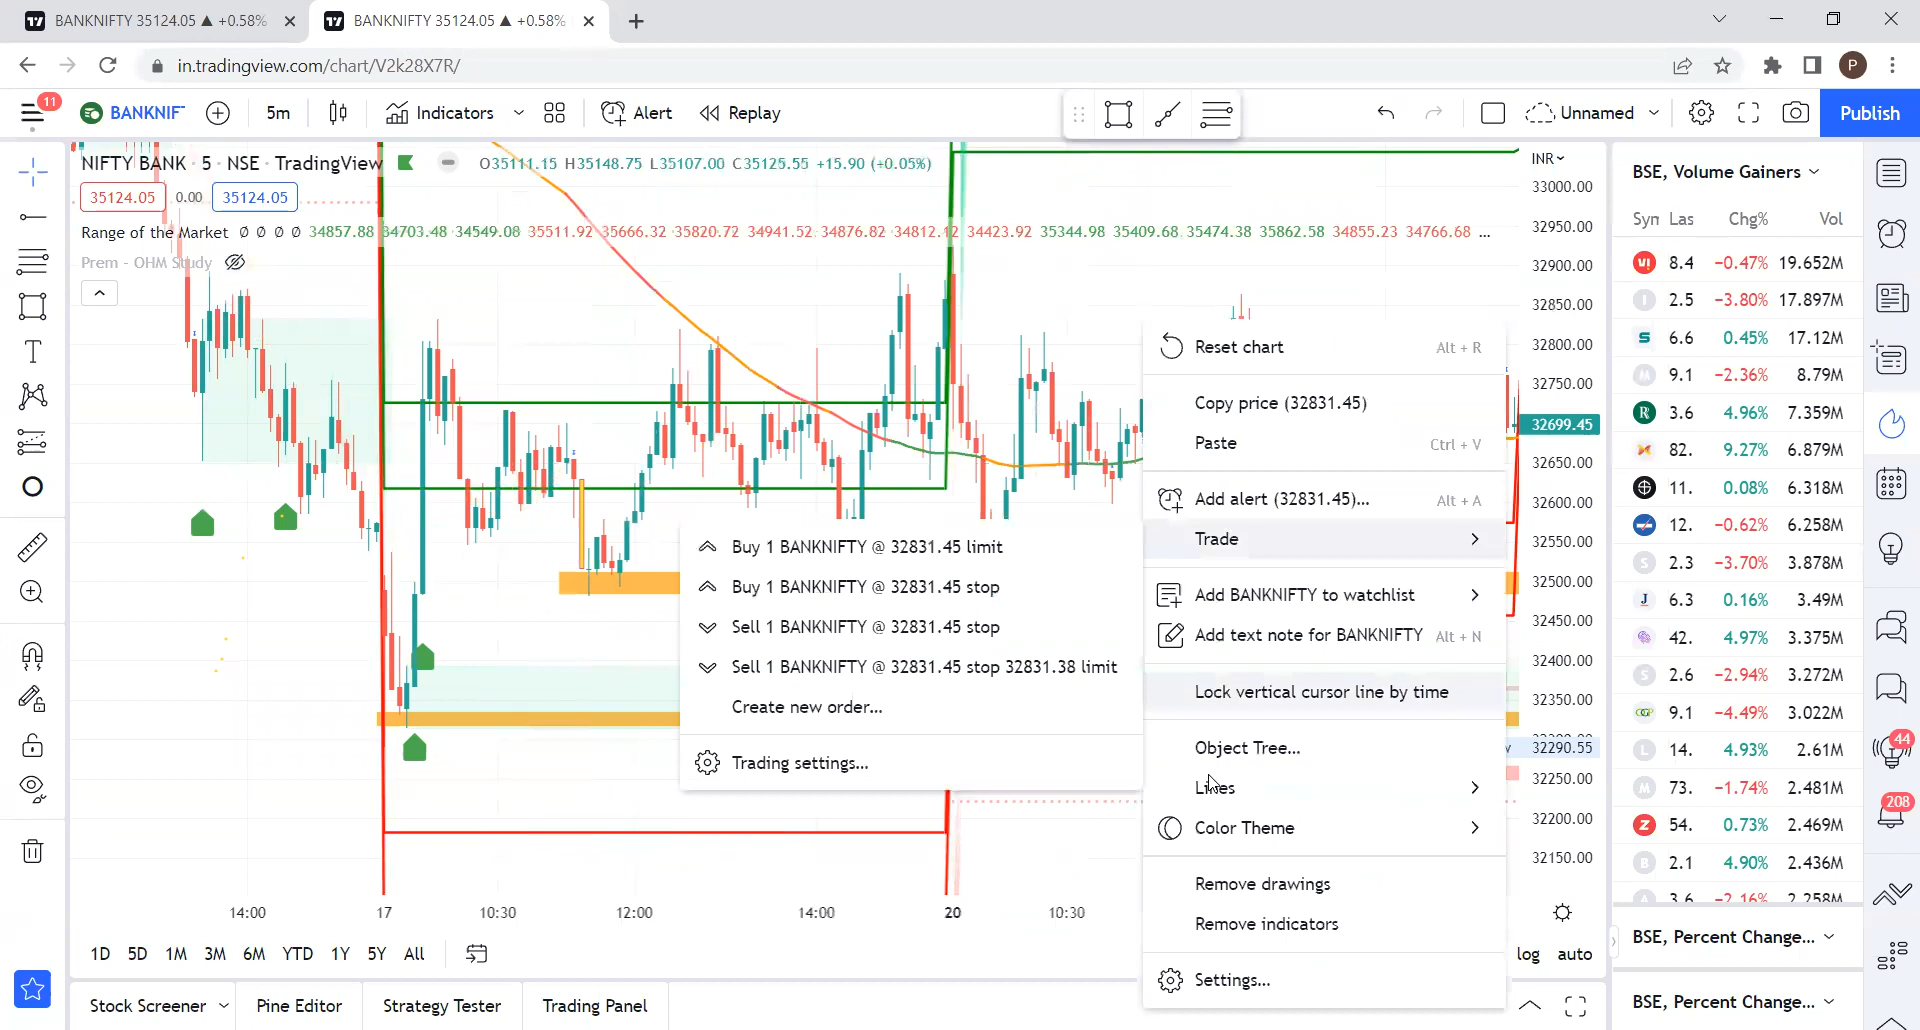 BANKNIFTY 35124.05 ▲ +0.58%
BANKNIFTY 35124.05 ▲ +0.58%
in.tradingview.com/chart/V2k28X7R/
P
11
BANKNIF
5m
Indicators
Alert
Replay
Unnamed
Publish
NIFTY BANK · 5 · NSE · TradingView
O35111.15 H35148.75 L35107.00 C35125.55 +15.90 (+0.05%)
35124.05 0.00 35124.05
Range of the Market Ø Ø Ø Ø 34857.88 34703.48 34549.08 35511.92 35666.32 35820.72 34941.52 34876.82 34812.12 34423.92 35344.98 35409.68 35474.38 35862.58 34855.23 34766.68 ...
Prem - OHM Study
INR
33000.00
32950.00
32900.00
32850.00
32800.00
32750.00
32699.45
32650.00
32600.00
32550.00
32500.00
32450.00
32400.00
32350.00
32290.55
32250.00
32200.00
32150.00
Reset chart Alt + R
Copy price (32831.45)
Paste Ctrl + V
Add alert (32831.45)... Alt + A
Trade
Add BANKNIFTY to watchlist
Add text note for BANKNIFTY Alt + N
Lock vertical cursor line by time
Object Tree...
Lines
Color Theme
Remove drawings
Remove indicators
Settings...
Buy 1 BANKNIFTY @ 32831.45 limit
Buy 1 BANKNIFTY @ 32831.45 stop
Sell 1 BANKNIFTY @ 32831.45 stop
Sell 1 BANKNIFTY @ 32831.45 stop 32831.38 limit
Create new order...
Trading settings...
14:00 17 10:30 12:00 14:00 20 10:30
1D 5D 1M 3M 6M YTD 1Y 5Y All
log auto
Stock Screener Pine Editor Strategy Tester Trading Panel
BSE, Volume Gainers
Syn Las Chg% Vol
8.4 −0.47% 19.652M
2.5 −3.80% 17.897M
6.6 0.45% 17.12M
9.1 −2.36% 8.79M
3.6 4.96% 7.359M
82. 9.27% 6.879M
11. 0.08% 6.318M
12. −0.62% 6.258M
2.3 −3.70% 3.878M
6.3 0.16% 3.49M
42. 4.97% 3.375M
2.6 −2.94% 3.272M
9.1 −4.49% 3.022M
14. 4.93% 2.61M
73. −1.74% 2.481M
54. 0.73% 2.469M
2.1 4.90% 2.436M
3.6 −2.16% 2.258M
BSE, Percent Change...
BSE, Percent Change...
44
208